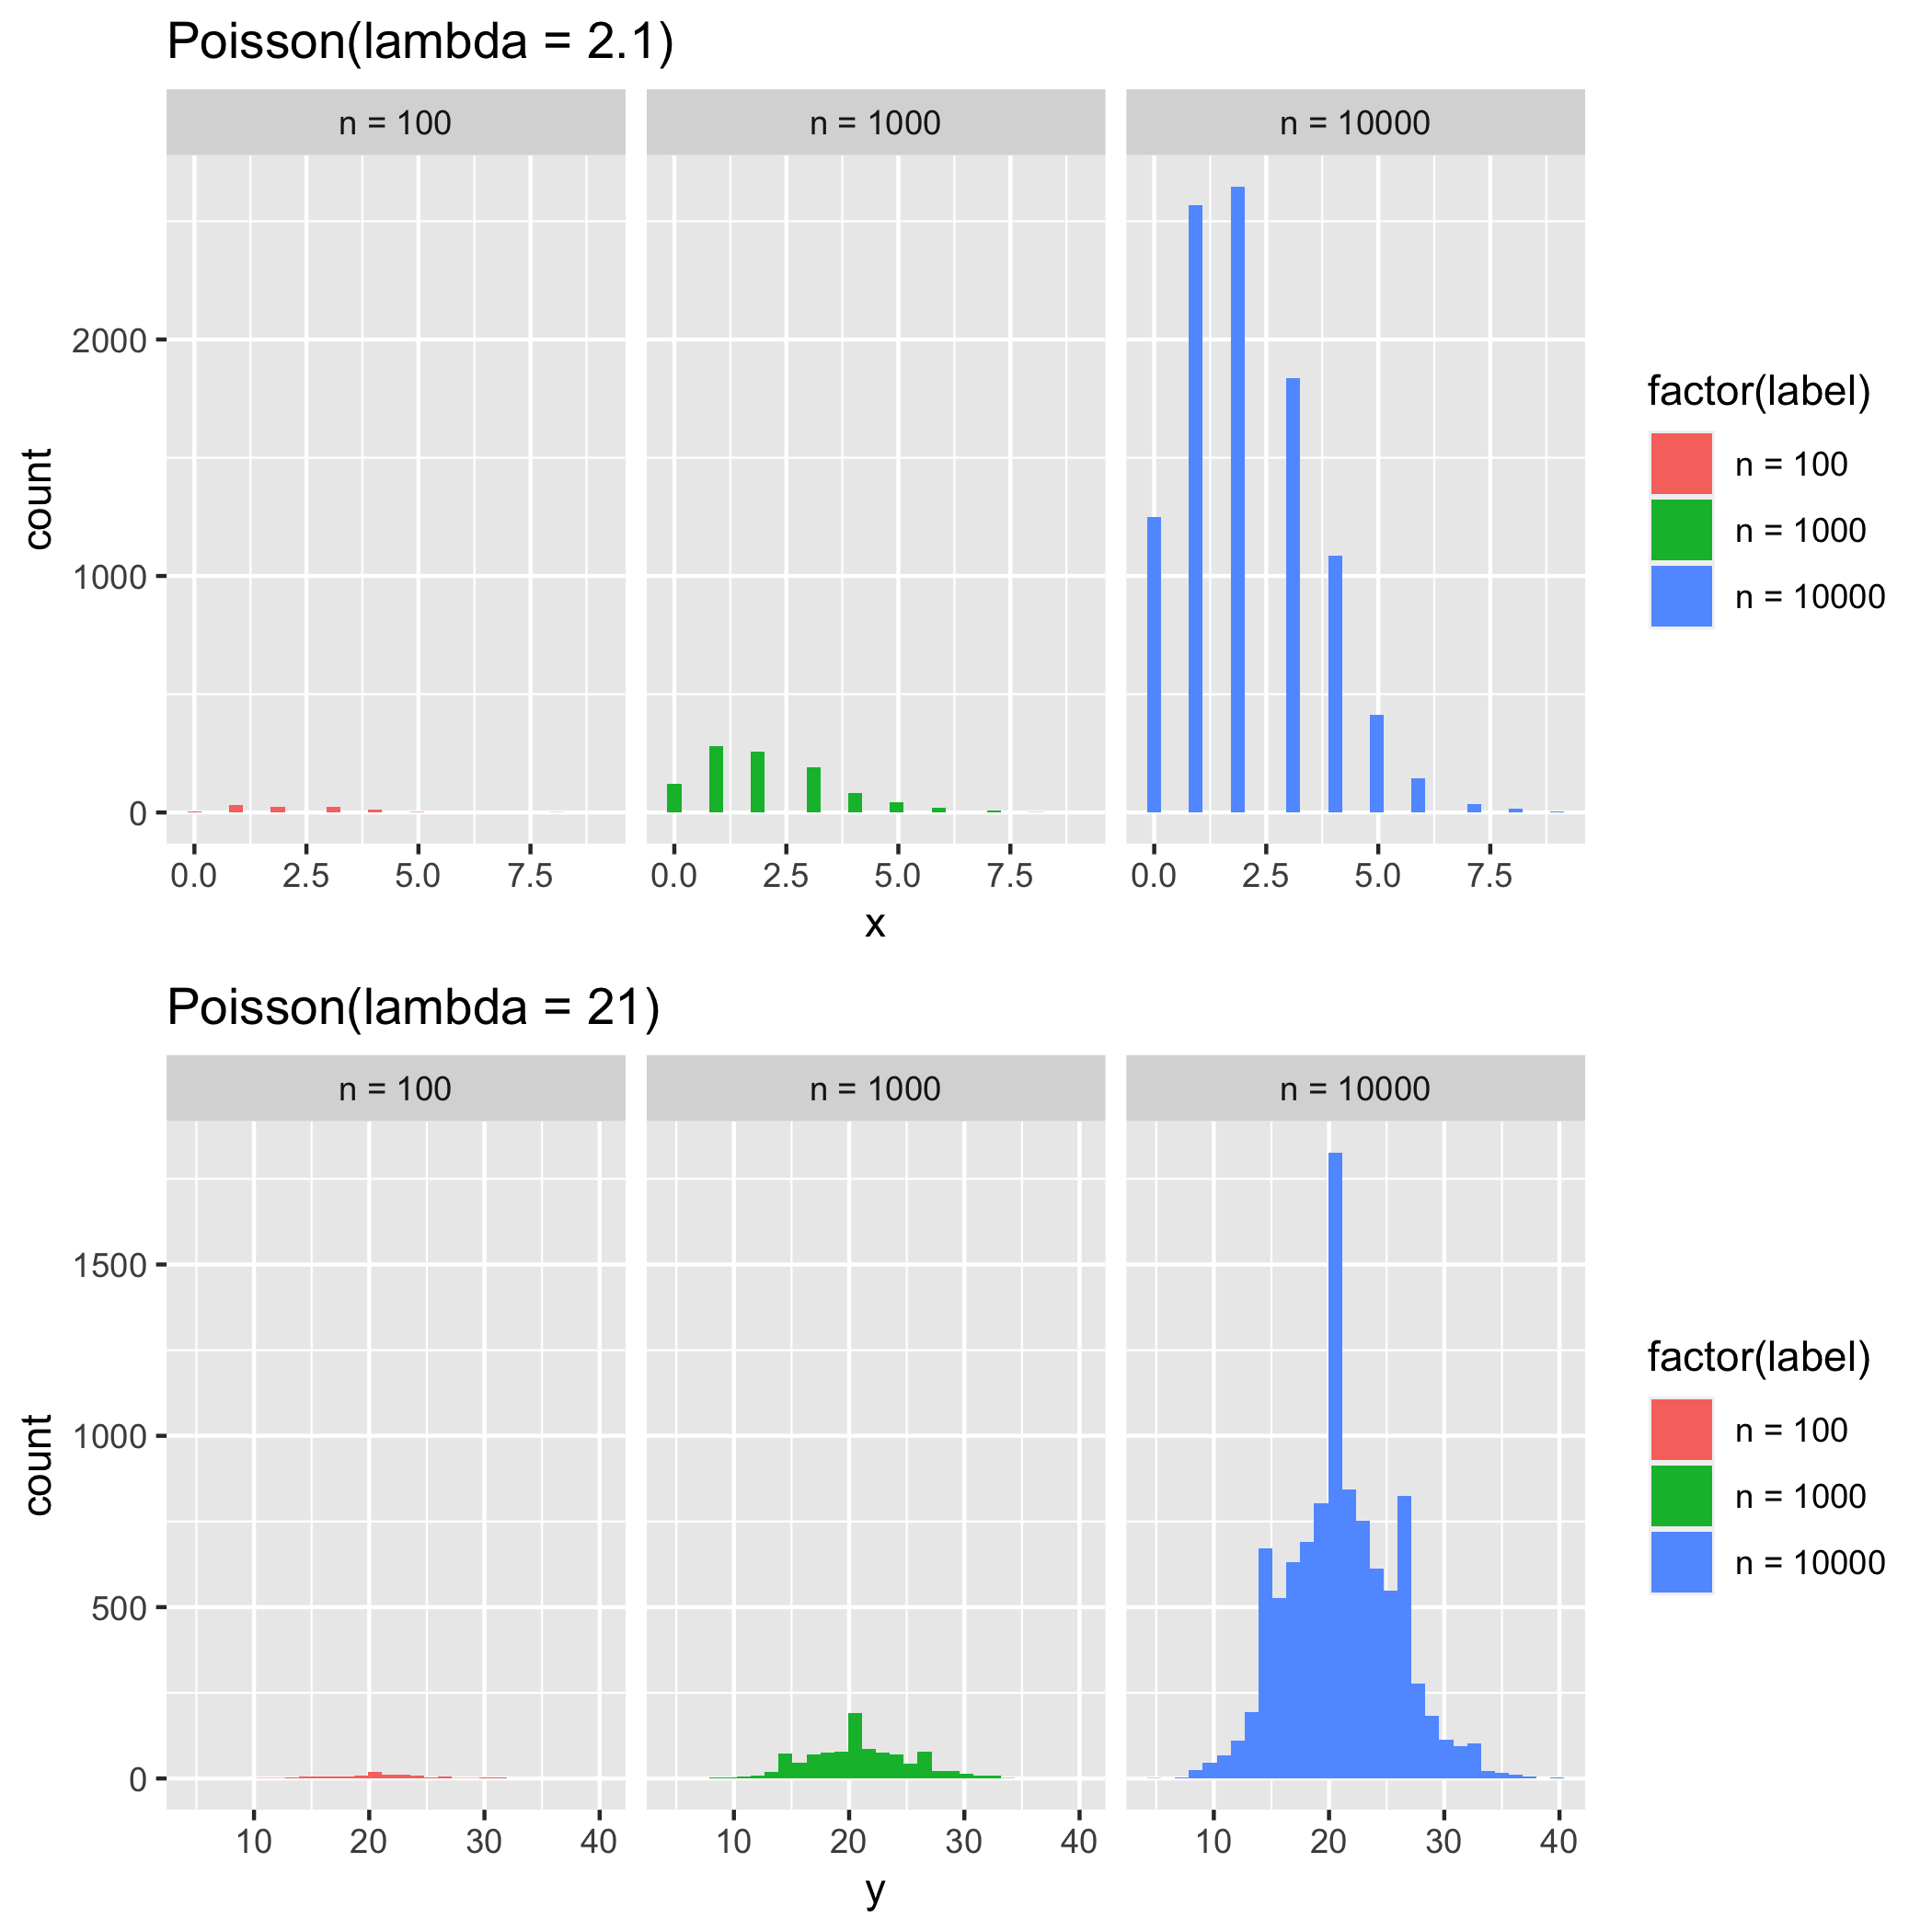 Poisson(lambda = 2.1)
n = 100 n = 1000 n = 10000
2000
1000
0
count
0.0 2.5 5.0 7.5 0.0 2.5 5.0 7.5 0.0 2.5 5.0 7.5
x
factor(label)
n = 100
n = 1000
n = 10000
Poisson(lambda = 21)
n = 100 n = 1000 n = 10000
1500
1000
500
0
count
10 20 30 40 10 20 30 40 10 20 30 40
y
factor(label)
n = 100
n = 1000
n = 10000